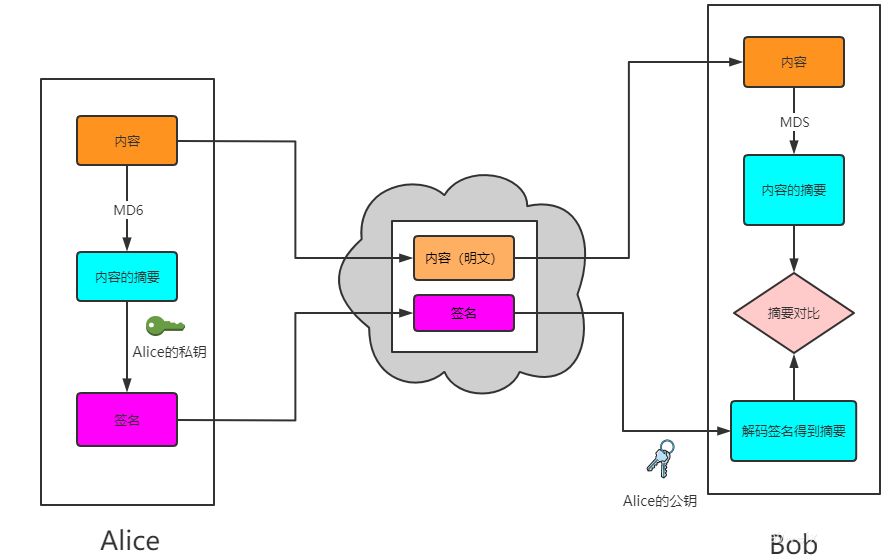 内容
MD6
内容的摘要
Alice的私钥
签名
Alice
内容（明文）
签名
内容
MDS
内容的摘要
摘要对比
解码签名得到摘要
Alice的公钥
Bob